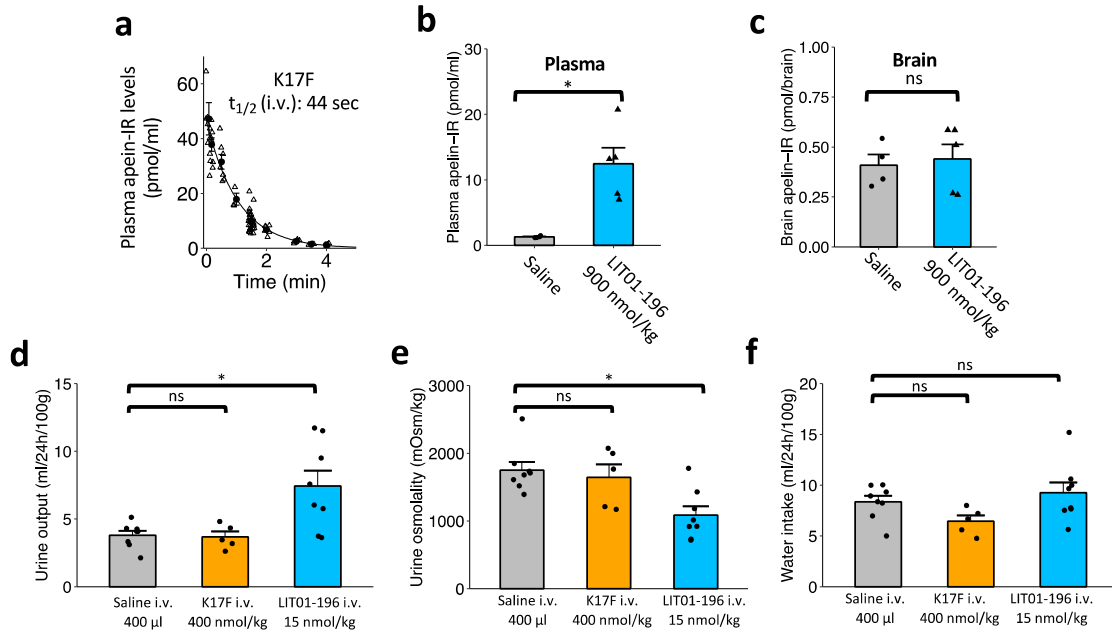 a
Plasma apein-IR levels
(pmol/ml)
60
40
20
0
K17F
t1/2 (i.v.): 44 sec
0
2
4
Time (min)
b
Plasma apelin−IR (pmol/ml)
30
20
10
0
Plasma
*
Saline
LIT01-196
900 nmol/kg
c
Brain apelin−IR (pmol/brain)
1.00
0.75
0.50
0.25
0.00
Brain
ns
Saline
LIT01-196
900 nmol/kg
d
Urine output (ml/24h/100g)
15
10
5
0
*
ns
Saline i.v.
400 µl
K17F i.v.
400 nmol/kg
LIT01-196 i.v.
15 nmol/kg
e
Urine osmolality (mOsm/kg)
3000
2000
1000
0
*
ns
Saline i.v.
400 µl
K17F i.v.
400 nmol/kg
LIT01-196 i.v.
15 nmol/kg
f
Water intake (ml/24h/100g)
20
15
10
5
0
ns
ns
Saline i.v.
400 µl
K17F i.v.
400 nmol/kg
LIT01-196 i.v.
15 nmol/kg